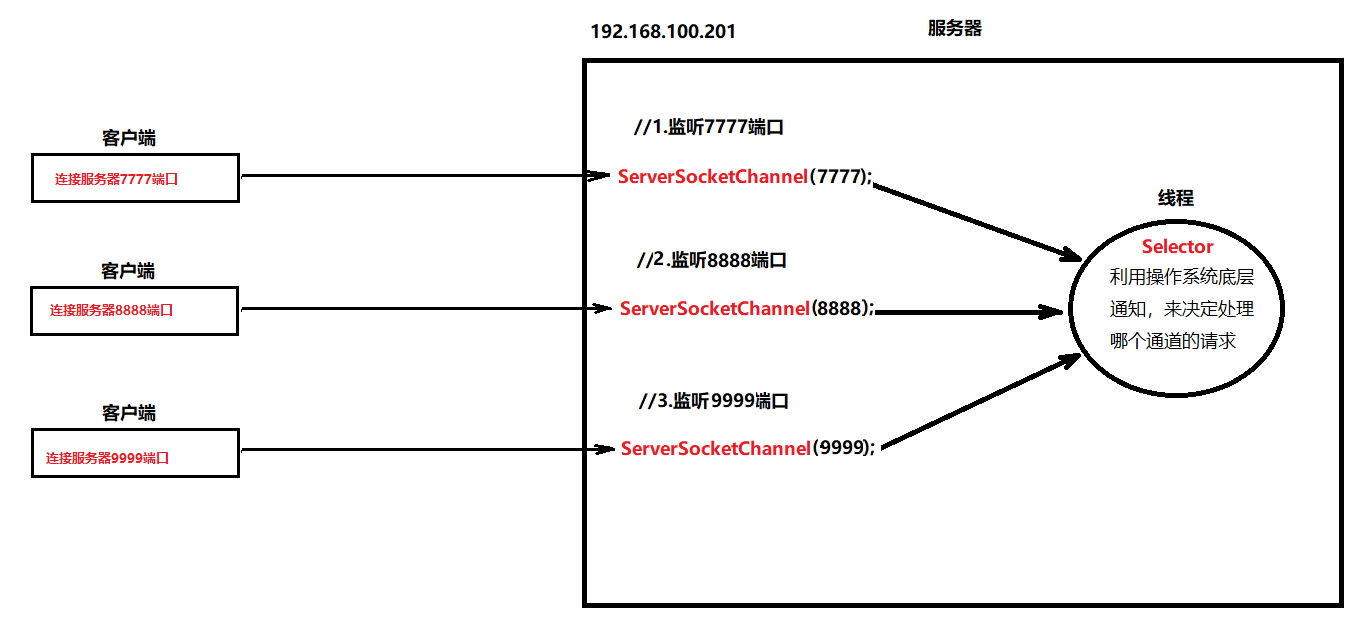 192.168.100.201
服务器
客户端
连接服务器7777端口
//1.监听7777端口
ServerSocketChannel(7777);
客户端
连接服务器8888端口
//2.监听8888端口
ServerSocketChannel(8888);
客户端
连接服务器9999端口
//3.监听9999端口
ServerSocketChannel(9999);
线程
Selector
利用操作系统底层
通知，来决定处理
哪个通道的请求